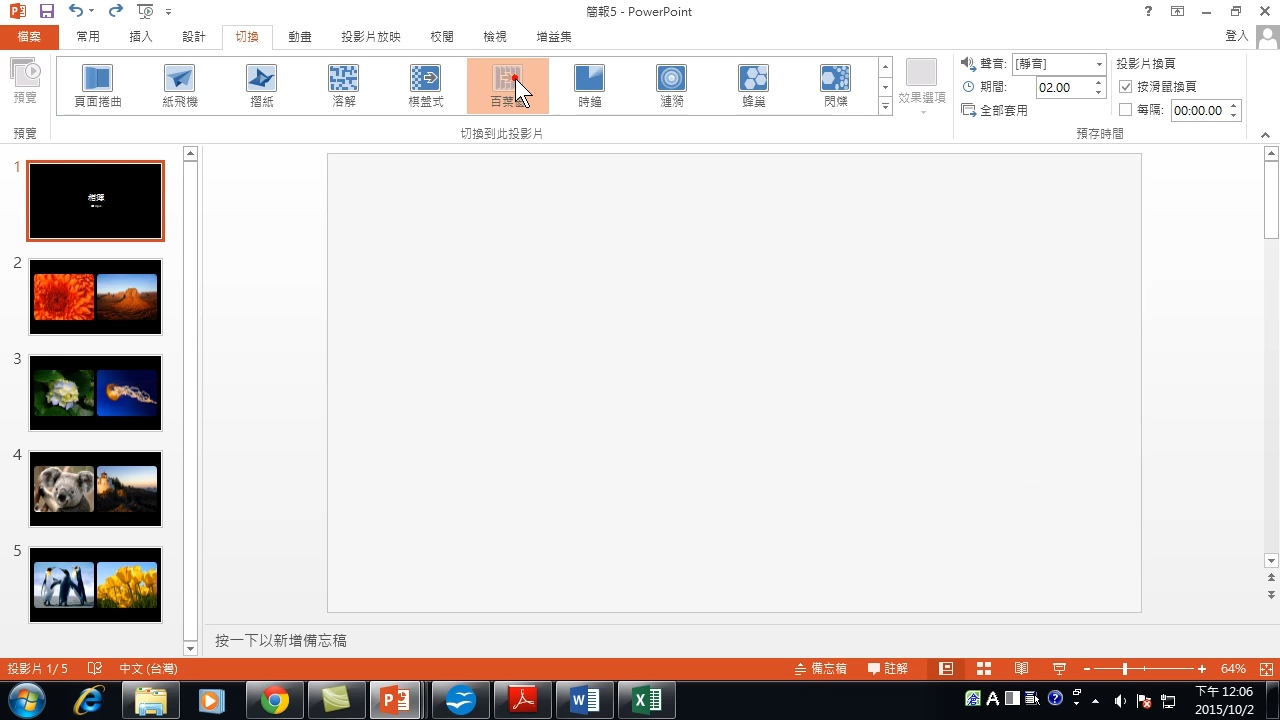 簡報5 - PowerPoint
檔案 常用 插入 設計 切換 動畫 投影片放映 校閱 檢視 增益集 登入
預覽
頁面捲曲 紙飛機 摺紙 溶解 棋盤式 百葉窗 時鐘 漣漪 蜂巢 閃爍
效果選項
聲音: [靜音]
期間: 02.00
全部套用
投影片換頁
按滑鼠換頁
每隔: 00:00.00
預覽 切換到此投影片 預存時間
1
相簿
2
3
4
5
按一下以新增備忘稿
投影片 1/ 5 中文 (台灣) 備忘稿 註解 64%
下午 12:06
2015/10/2